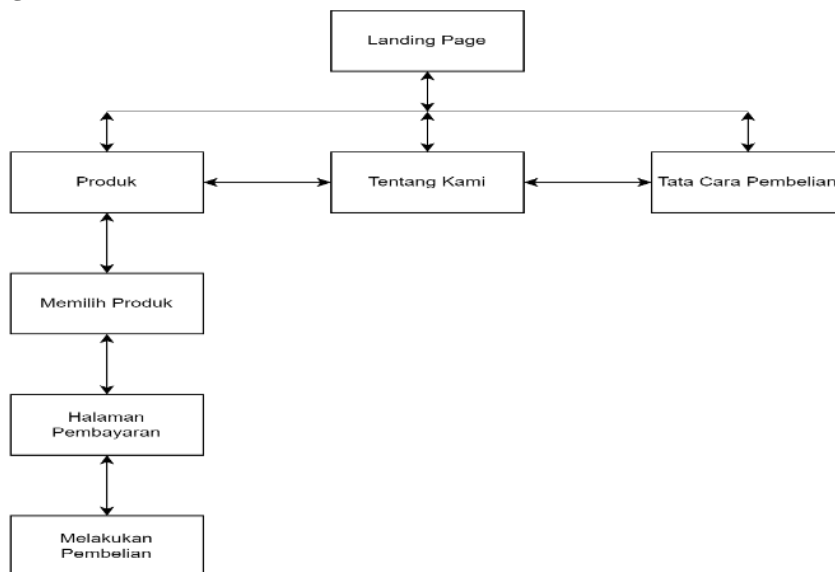 Landing Page
Produk
Tentang Kami
Tata Cara Pembelian
Memilih Produk
Halaman
Pembayaran
Melakukan
Pembelian